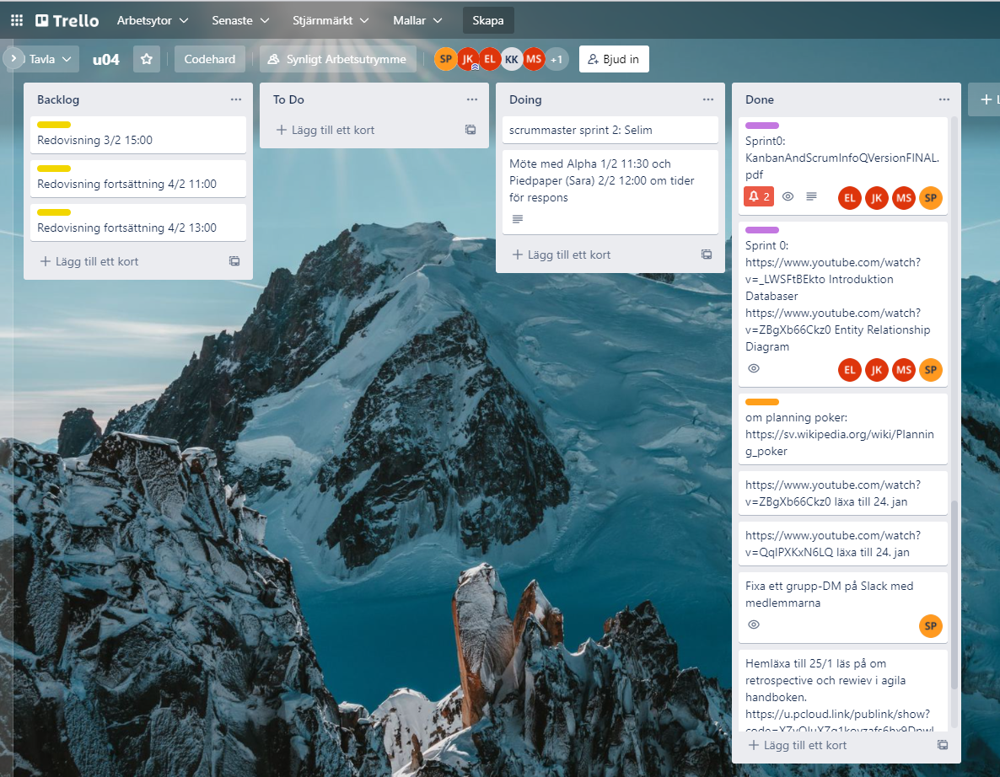 Trello
Arbetsytor
Senaste
Stjärnmärkt
Mallar
Skapa
Tavla
u04
Codehard
Synligt Arbetsutrymme
SP
JK
EL
KK
MS
+1
Bjud in
Backlog
Redovisning 3/2 15:00
Redovisning fortsättning 4/2 11:00
Redovisning fortsättning 4/2 13:00
+ Lägg till ett kort
To Do
+ Lägg till ett kort
Doing
scrummaster sprint 2: Selim
Möte med Alpha 1/2 11:30 och
Piedpaper (Sara) 2/2 12:00 om tider
för respons
+ Lägg till ett kort
Done
Sprint0:
KanbanAndScrumInfoQVersionFINAL.
pdf
2
EL
JK
MS
SP
Sprint 0:
https://www.youtube.com/watch?
v=_LWSFtBEkto Introduktion
Databaser
https://www.youtube.com/watch?
v=ZBgXb66Ckz0 Entity Relationship
Diagram
EL
JK
MS
SP
om planning poker:
https://sv.wikipedia.org/wiki/Plannin
g_poker
https://www.youtube.com/watch?
v=ZBgXb66Ckz0 läxa till 24. jan
https://www.youtube.com/watch?
v=QqlPXKxN6LQ läxa till 24. jan
Fixa ett grupp-DM på Slack med
medlemmarna
SP
Hemläxa till 25/1 läs på om
retrospective och rewiev i agila
handboken.
https://u.pcloud.link/publink/show?
+ Lägg till ett kort